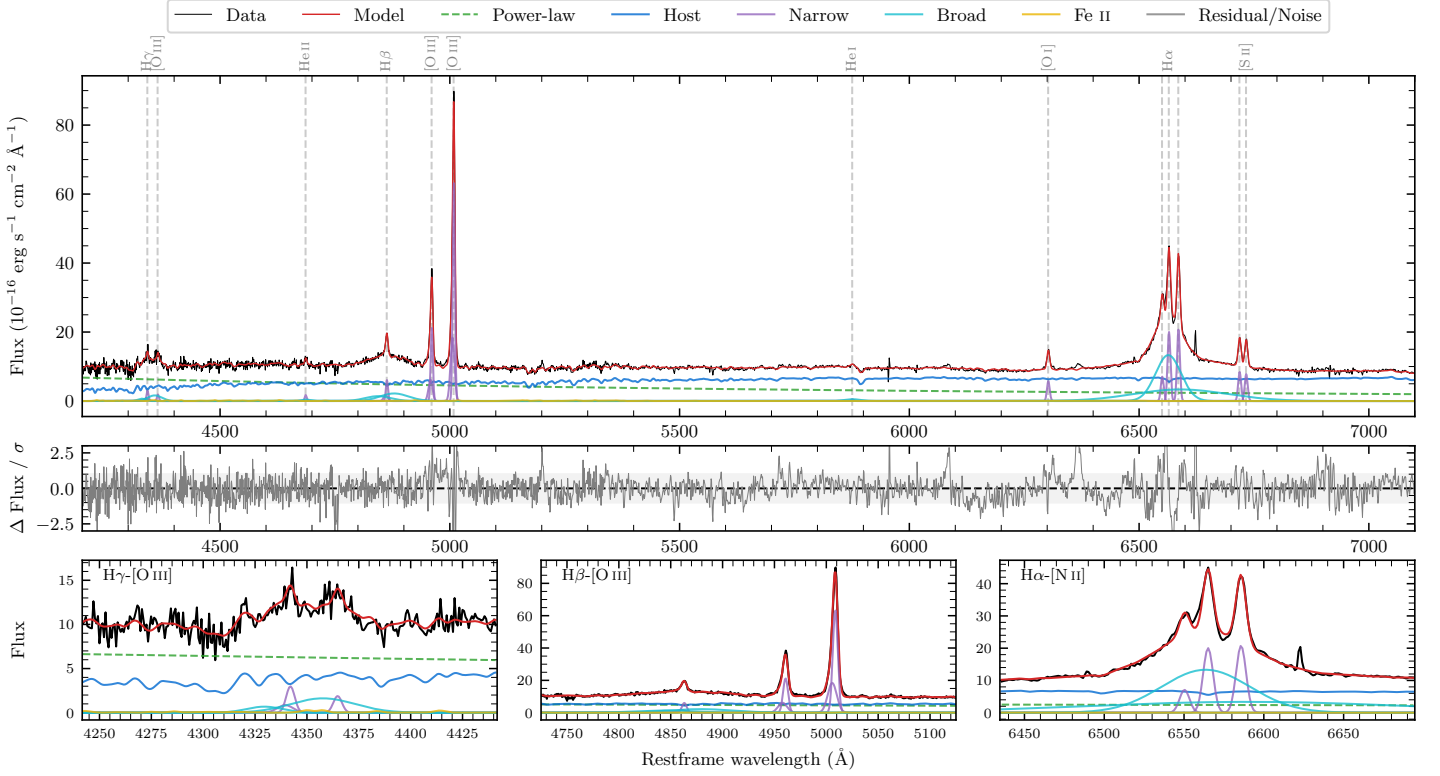 Data Model Power-law Host Narrow Broad Fe II Residual/Noise
Hγ [O III] He II Hβ [O III] [O III] He I [O I] Hα [S II]
Flux (10⁻¹⁶ erg s⁻¹ cm⁻² Å⁻¹)
80
60
40
20
0
4500 5000 5500 6000 6500 7000
Δ Flux / σ
2.5
0.0
−2.5
4500 5000 5500 6000 6500 7000
Hγ-[O III] Hβ-[O III] Hα-[N II]
Flux
15
10
5
0
80
60
40
20
0
40
30
20
10
0
4250 4275 4300 4325 4350 4375 4400 4425
4750 4800 4850 4900 4950 5000 5050 5100
6450 6500 6550 6600 6650
Restframe wavelength (Å)